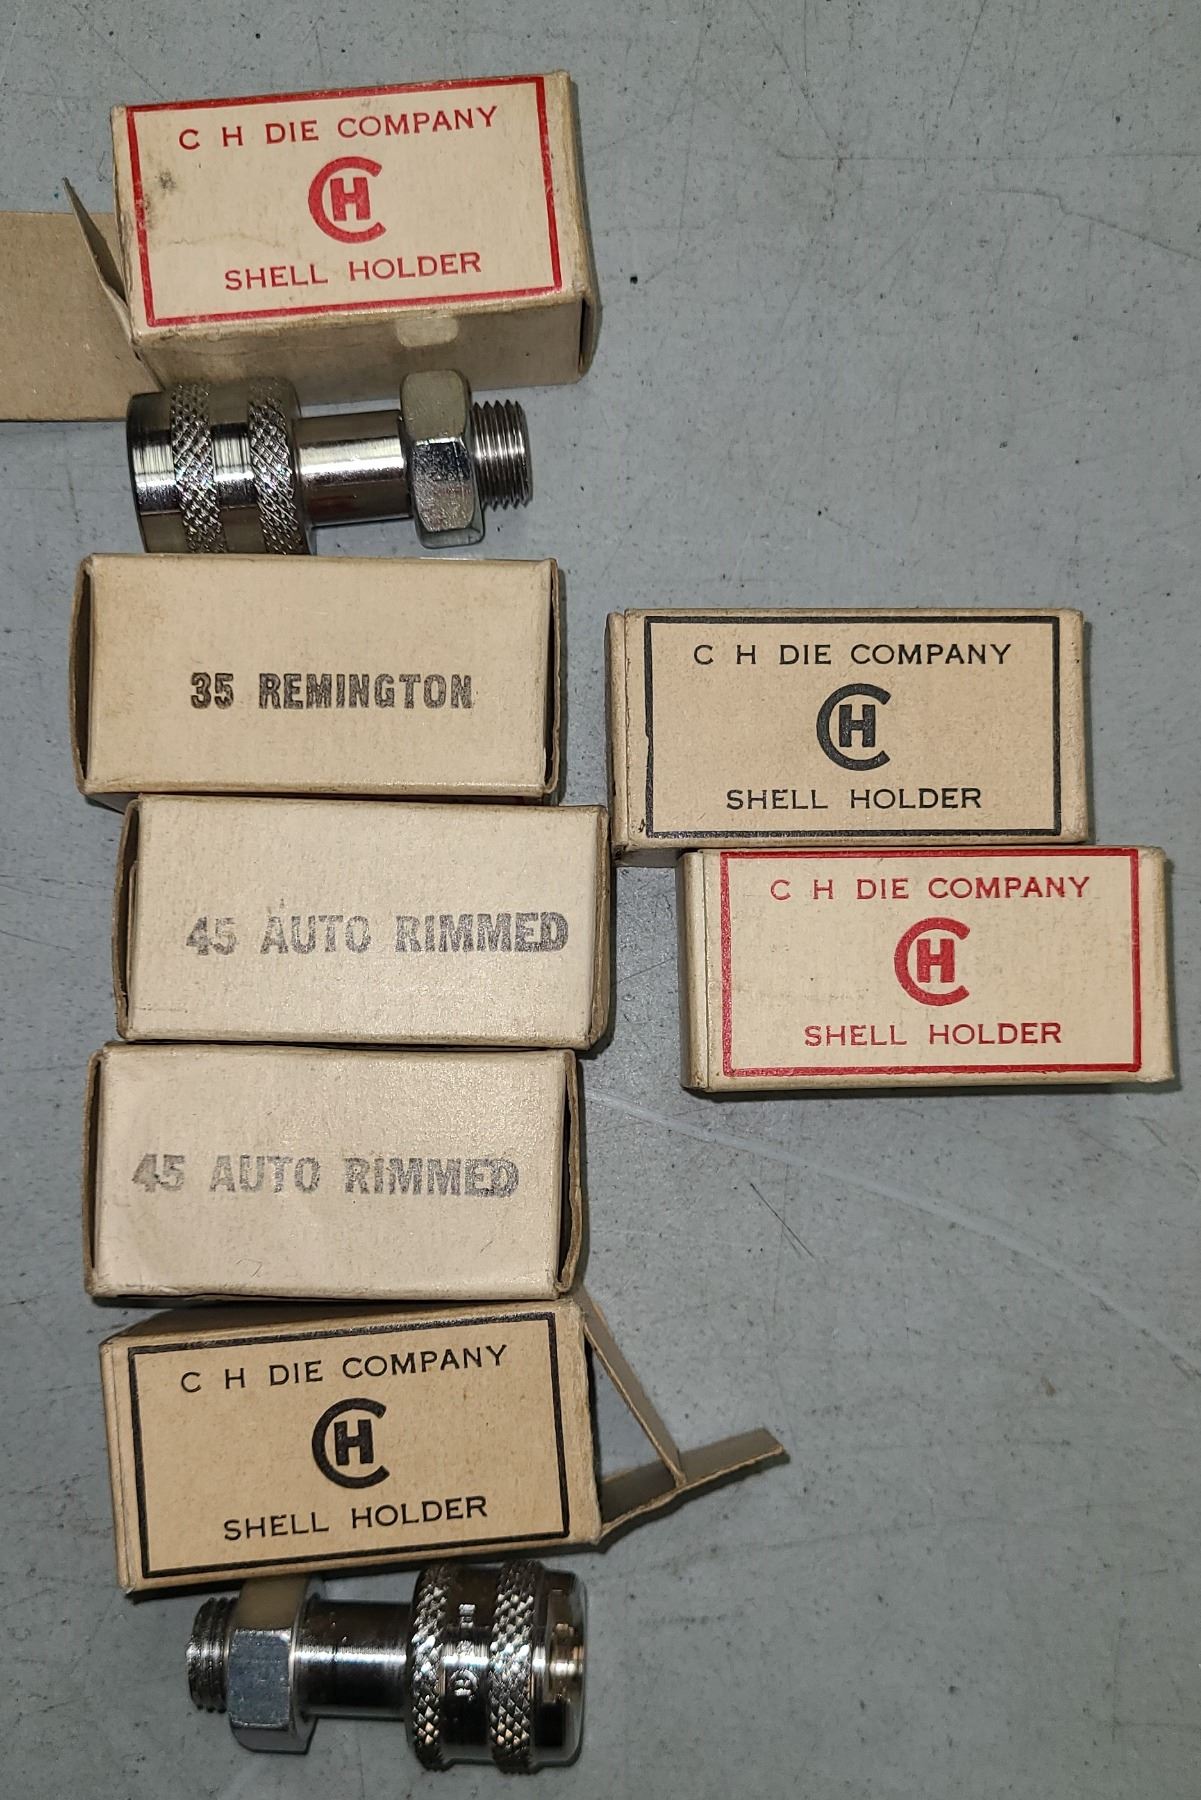 C H DIE COMPANY
CH
SHELL HOLDER
35 REMINGTON
45 AUTO RIMMED
45 AUTO RIMMED
C H DIE COMPANY
CH
SHELL HOLDER
C H DIE COMPANY
CH
SHELL HOLDER
C H DIE COMPANY
CH
SHELL HOLDER